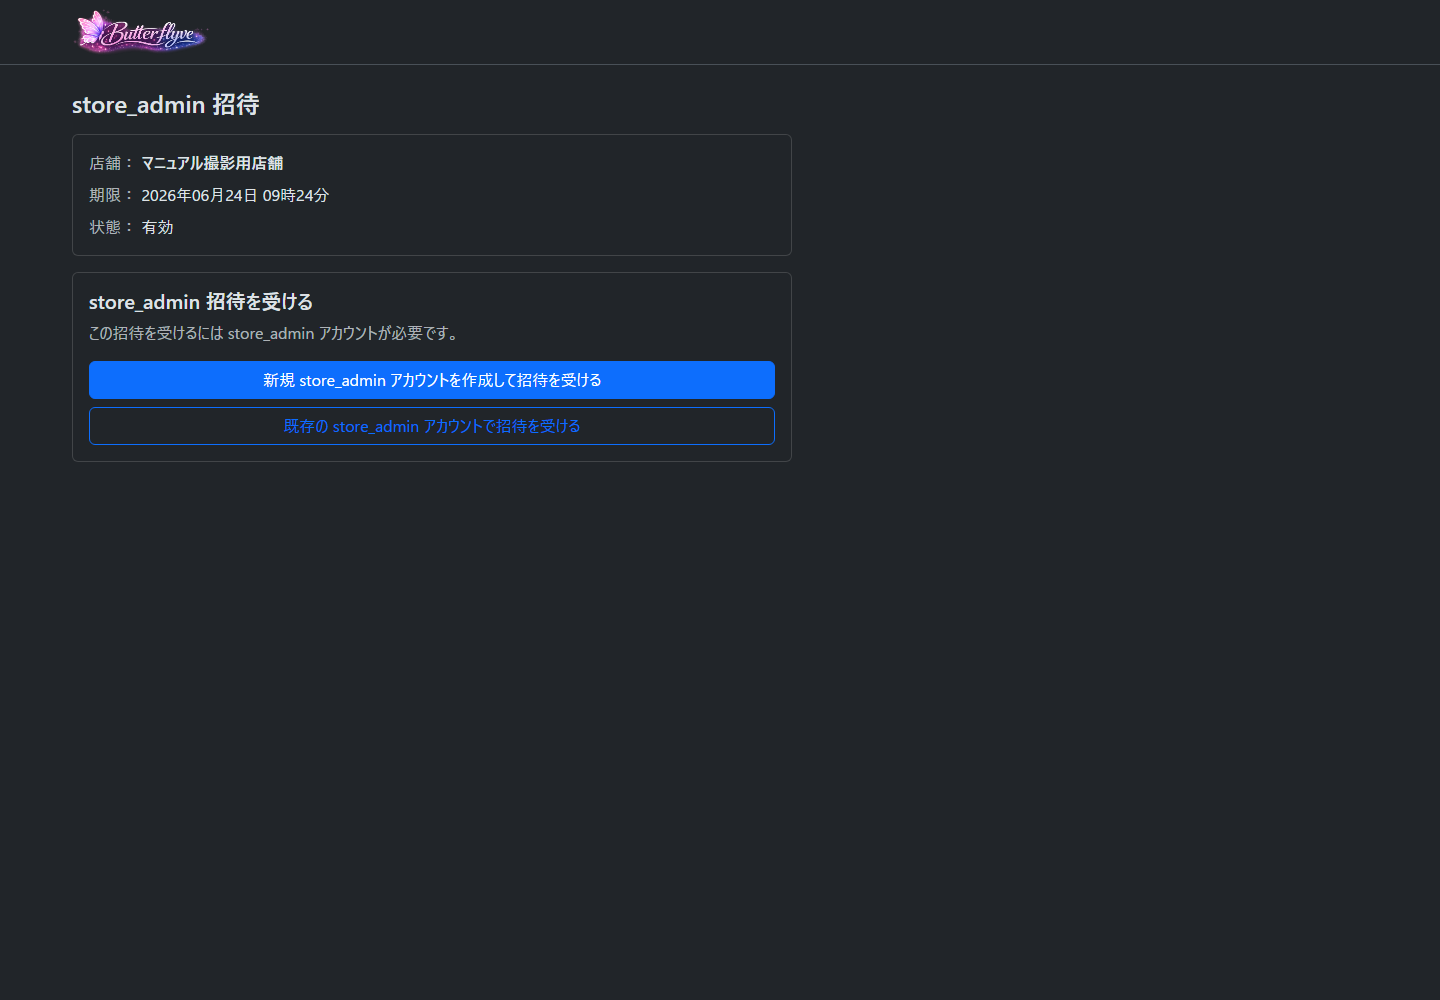 Butterflyve
store_admin 招待
店舗： マニュアル撮影用店舗
期限： 2026年06月24日 09時24分
状態： 有効
store_admin 招待を受ける
この招待を受けるには store_admin アカウントが必要です。
新規 store_admin アカウントを作成して招待を受ける
既存の store_admin アカウントで招待を受ける